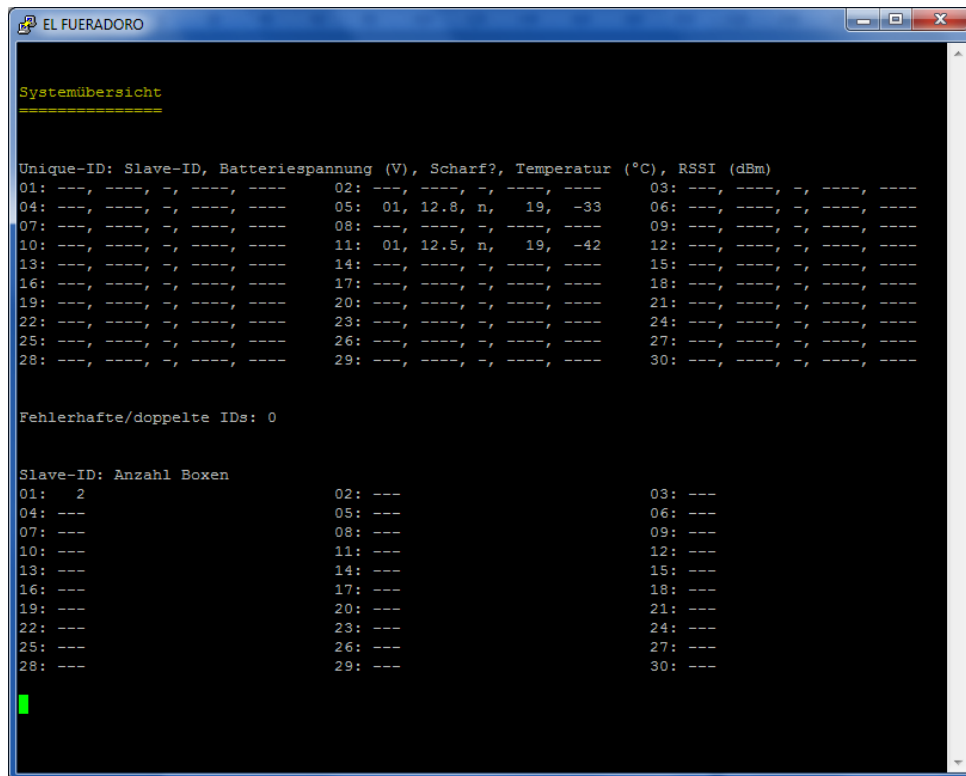 EL FUERADORO
Systemübersicht
===============
Unique-ID: Slave-ID, Batteriespannung (V), Scharf?, Temperatur (°C), RSSI (dBm)
01: ---, ----, -, ----, ----     02: ---, ----, -, ----, ----     03: ---, ----, -, ----, ----
04: ---, ----, -, ----, ----     05:  01, 12.8, n,   19,  -33     06: ---, ----, -, ----, ----
07: ---, ----, -, ----, ----     08: ---, ----, -, ----, ----     09: ---, ----, -, ----, ----
10: ---, ----, -, ----, ----     11:  01, 12.5, n,   19,  -42     12: ---, ----, -, ----, ----
13: ---, ----, -, ----, ----     14: ---, ----, -, ----, ----     15: ---, ----, -, ----, ----
16: ---, ----, -, ----, ----     17: ---, ----, -, ----, ----     18: ---, ----, -, ----, ----
19: ---, ----, -, ----, ----     20: ---, ----, -, ----, ----     21: ---, ----, -, ----, ----
22: ---, ----, -, ----, ----     23: ---, ----, -, ----, ----     24: ---, ----, -, ----, ----
25: ---, ----, -, ----, ----     26: ---, ----, -, ----, ----     27: ---, ----, -, ----, ----
28: ---, ----, -, ----, ----     29: ---, ----, -, ----, ----     30: ---, ----, -, ----, ----
Fehlerhafte/doppelte IDs: 0
Slave-ID: Anzahl Boxen
01:   2                          02: ---                          03: ---
04: ---                          05: ---                          06: ---
07: ---                          08: ---                          09: ---
10: ---                          11: ---                          12: ---
13: ---                          14: ---                          15: ---
16: ---                          17: ---                          18: ---
19: ---                          20: ---                          21: ---
22: ---                          23: ---                          24: ---
25: ---                          26: ---                          27: ---
28: ---                          29: ---                          30: ---